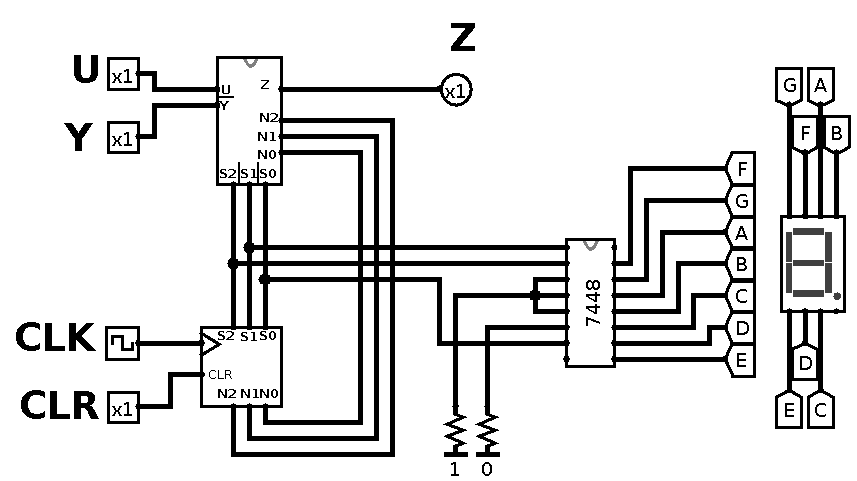 Z
U
x1
U
Y
Z
x1
Y
x1
N2
N1
N0
S2 S1 S0
G A
F B
F
G
A
B
C
D
E
7448
CLK
S2 S1 S0
CLR
CLR
x1
N2 N1 N0
1 0
D
E C